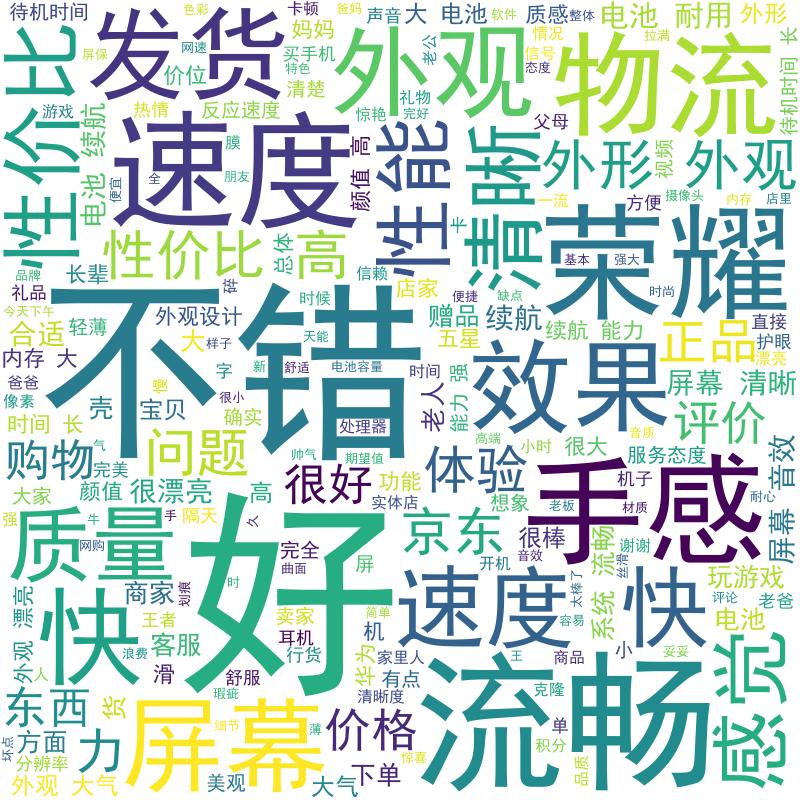 待机时间
发货
色彩
卡顿
爸妈
声音
大 电池
软件
质感
整体
拉满
电池 耐用
外形
性价比
屏保
网速
妈妈
买手机
老公
外观
情况
信号
态度
物流
待机时间 长
价位
特色
清楚
游戏
热情
反应速度
惊艳
礼物
完好
父母
电池 续航
速度
膜
颜值 高
性能
清晰
外形
视频
外观
便宜
全
朋友
一流
方便
摄像头
内存
店里
性价比 高
总体
卡
荣耀
基本
强大
品牌
长辈
信赖
礼品
不错
碎
时候
店家
便捷
缺点
时尚
今天下午
合适
轻薄
外观设计
赠品
续航
续航 能力
正品
直接
护眼
大
样子
天能
五星
漂亮
内存 大
新
舒适
电池容量
时间
能力 强
效果
屏幕 清晰
爸爸
像素
字
很小
老人
壳
宝贝
时间 长
确实
处理器
高端
音质
评价
气
问题
帅气
期望值
小时
很大
购物
完美
体验
服务态度
音效
大家
颜值
很漂亮
高
很好
功能
实体店
想象
手感
机子
老板
材质
耐心
屏幕 音效
强
牛
手
隔天
久
质量
好
京东
很棒
谢谢
网购
完全
屏
曲面
音效
流畅
丝滑
划痕
时
开机
太棒了
玩游戏
漂亮
商家
速度
快
评论
老爸
快
王者
卖家
简单
容易
系统
电池
外观
客服
耳机
机
人
浪费
行货
华为
家里人
王
商品
小
妥妥
感觉
滑
舒服
有点
东西
货
瑕疵
清晰度
克隆
流畅
屏幕
细节
薄
价格
单
坏点
方面
力
惊喜
积分
品质
分辨率
外观 大气
美观
大气
下单